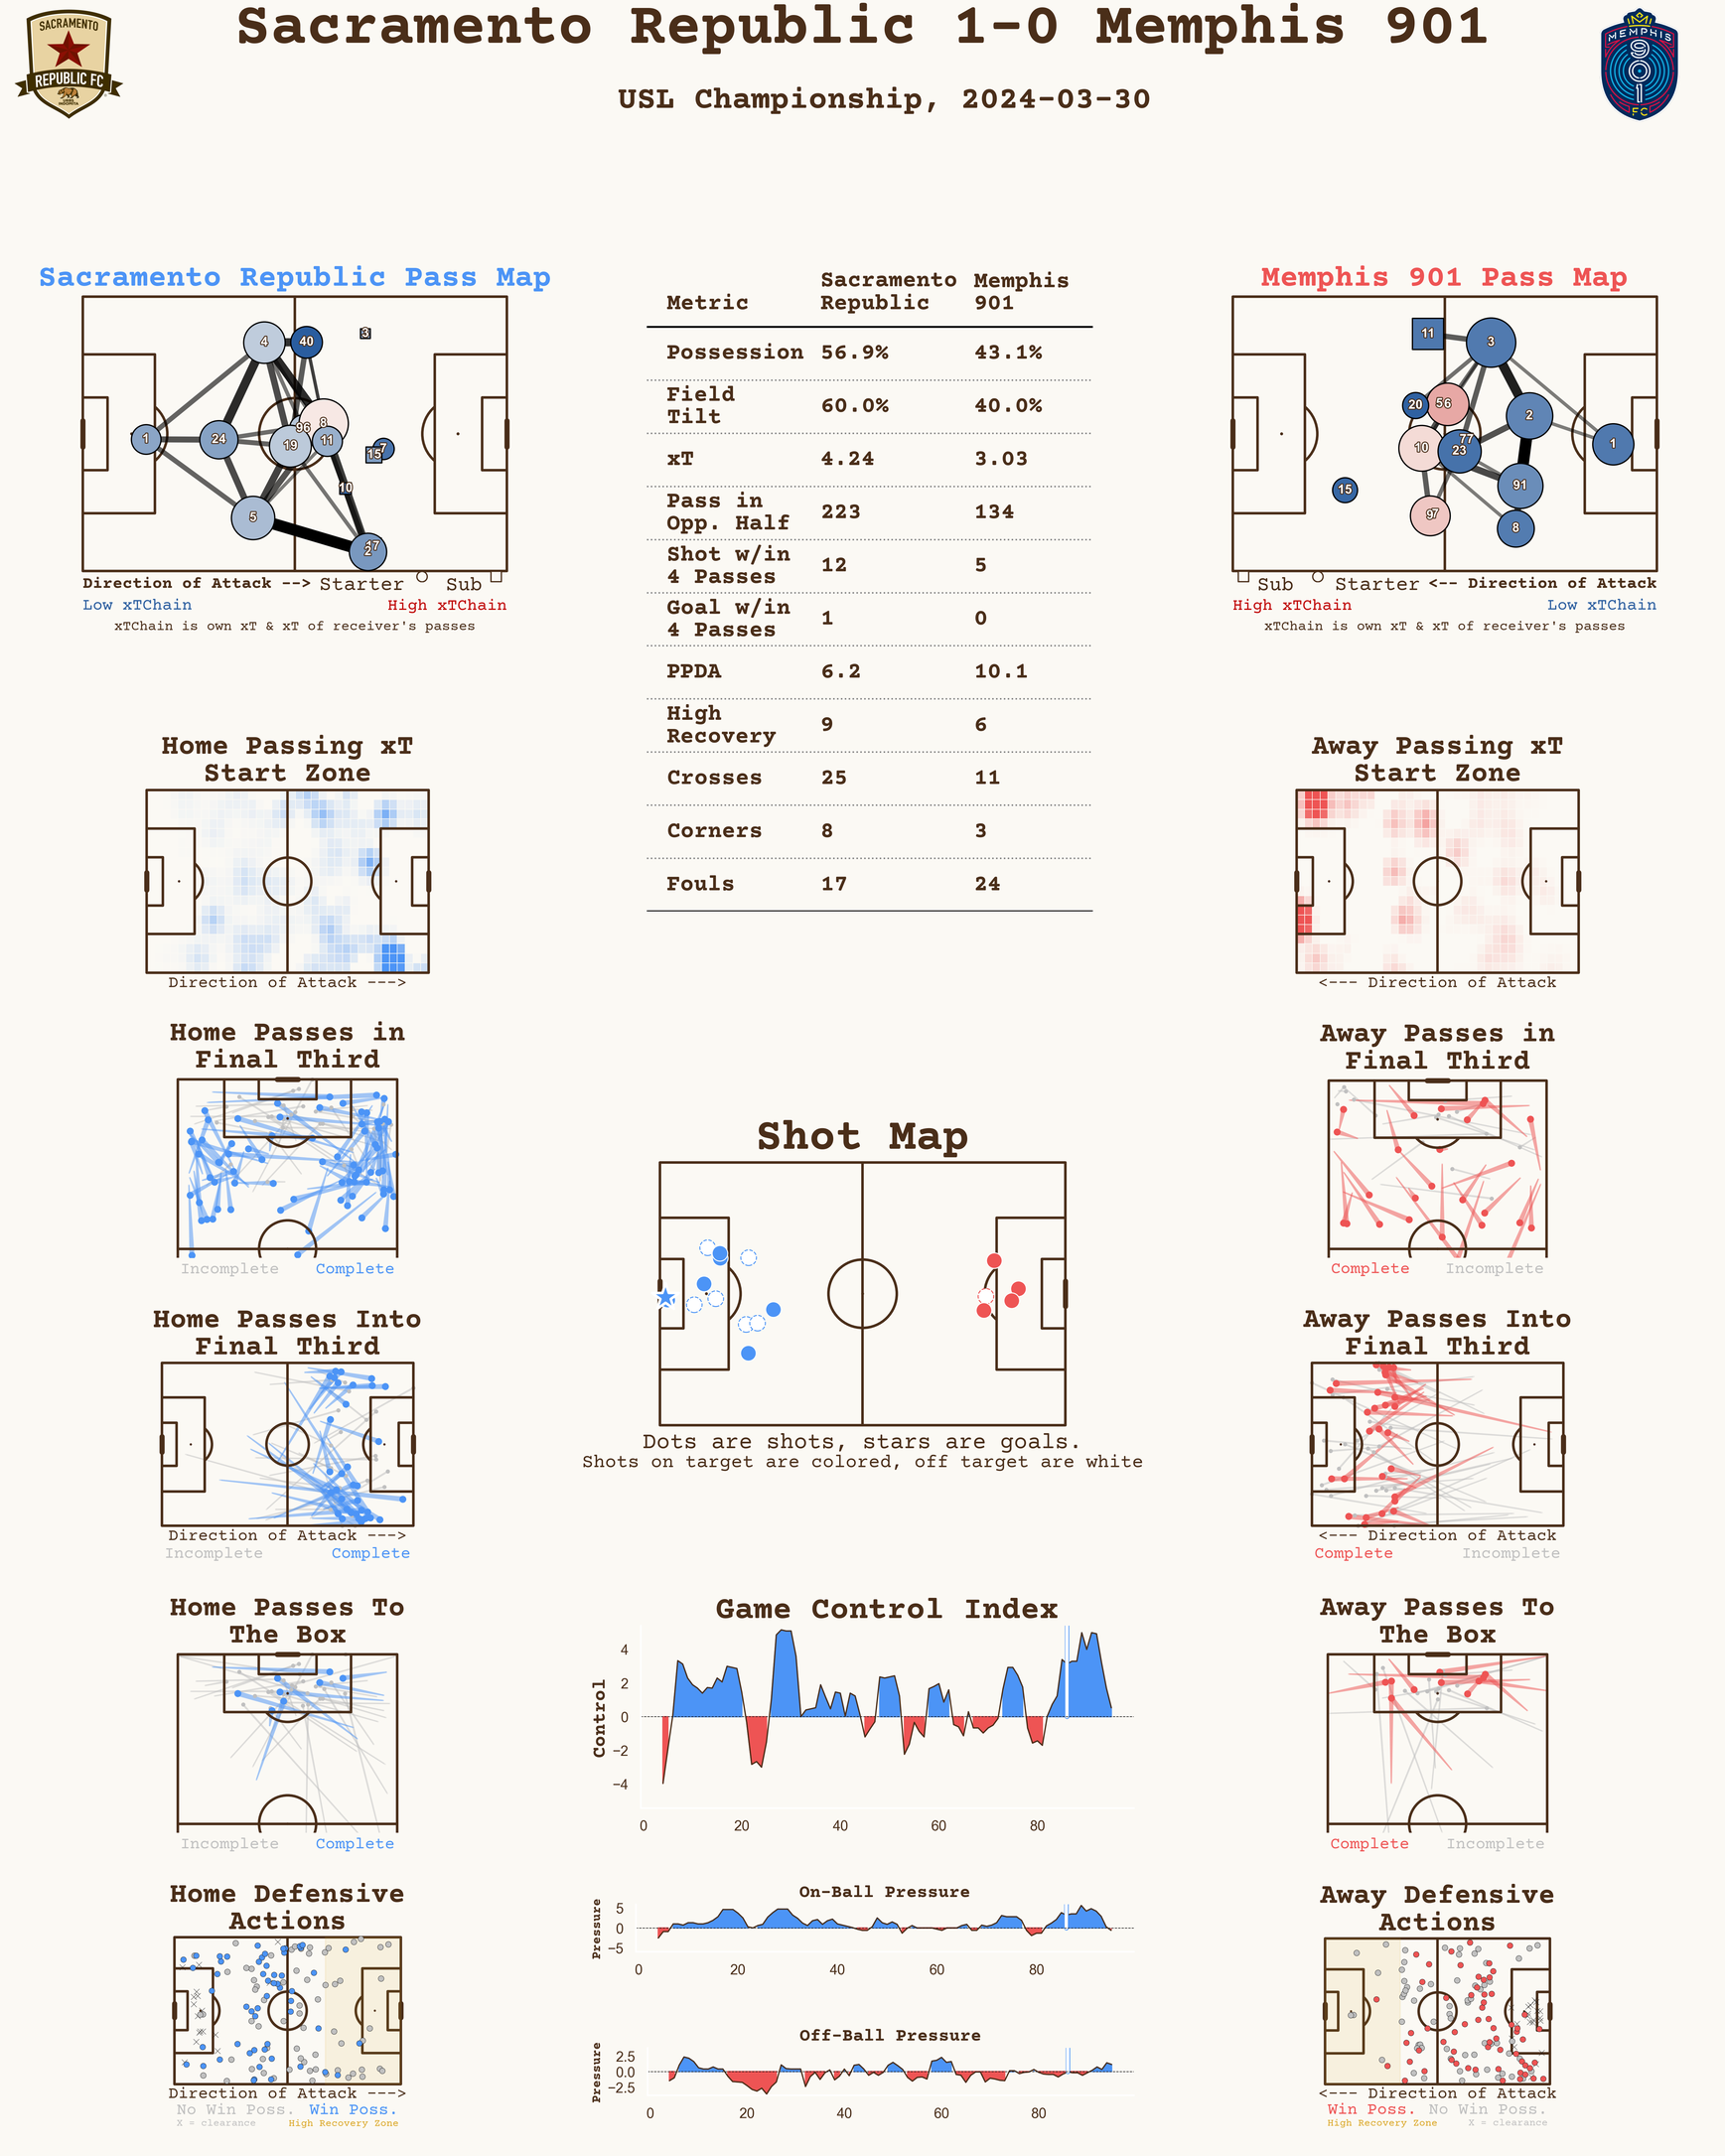 Sacramento Republic 1-0 Memphis 901
USL Championship, 2024-03-30
SACRAMENTO
REPUBLIC FC
MEMPHIS
901
FC
Sacramento Republic Pass Map
4
40
3
1
24
96
8
19
11
7
15
10
5
17
2
Direction of Attack --> Starter Sub
Low xTChain High xTChain
xTChain is own xT & xT of receiver's passes
Metric Sacramento Republic Memphis 901
Possession 56.9% 43.1%
Field Tilt 60.0% 40.0%
xT 4.24 3.03
Pass in Opp. Half 223 134
Shot w/in 4 Passes 12 5
Goal w/in 4 Passes 1 0
PPDA 6.2 10.1
High Recovery 9 6
Crosses 25 11
Corners 8 3
Fouls 17 24
Memphis 901 Pass Map
11
3
20
56
2
10
77
23
1
15
97
91
8
Sub Starter <-- Direction of Attack
High xTChain Low xTChain
xTChain is own xT & xT of receiver's passes
Home Passing xT
Start Zone
Direction of Attack --->
Away Passing xT
Start Zone
<--- Direction of Attack
Home Passes in
Final Third
Incomplete Complete
Away Passes in
Final Third
Complete Incomplete
Shot Map
Dots are shots, stars are goals.
Shots on target are colored, off target are white
Home Passes Into
Final Third
Direction of Attack --->
Incomplete Complete
Away Passes Into
Final Third
<--- Direction of Attack
Complete Incomplete
Home Passes To
The Box
Incomplete Complete
Game Control Index
Control
4
2
0
−2
−4
0 20 40 60 80
Away Passes To
The Box
Complete Incomplete
Home Defensive
Actions
Direction of Attack --->
No Win Poss. Win Poss.
X = clearance High Recovery Zone
On-Ball Pressure
Pressure
5
0
−5
0 20 40 60 80
Off-Ball Pressure
Pressure
2.5
0.0
−2.5
0 20 40 60 80
Away Defensive
Actions
<--- Direction of Attack
Win Poss. No Win Poss.
High Recovery Zone X = clearance